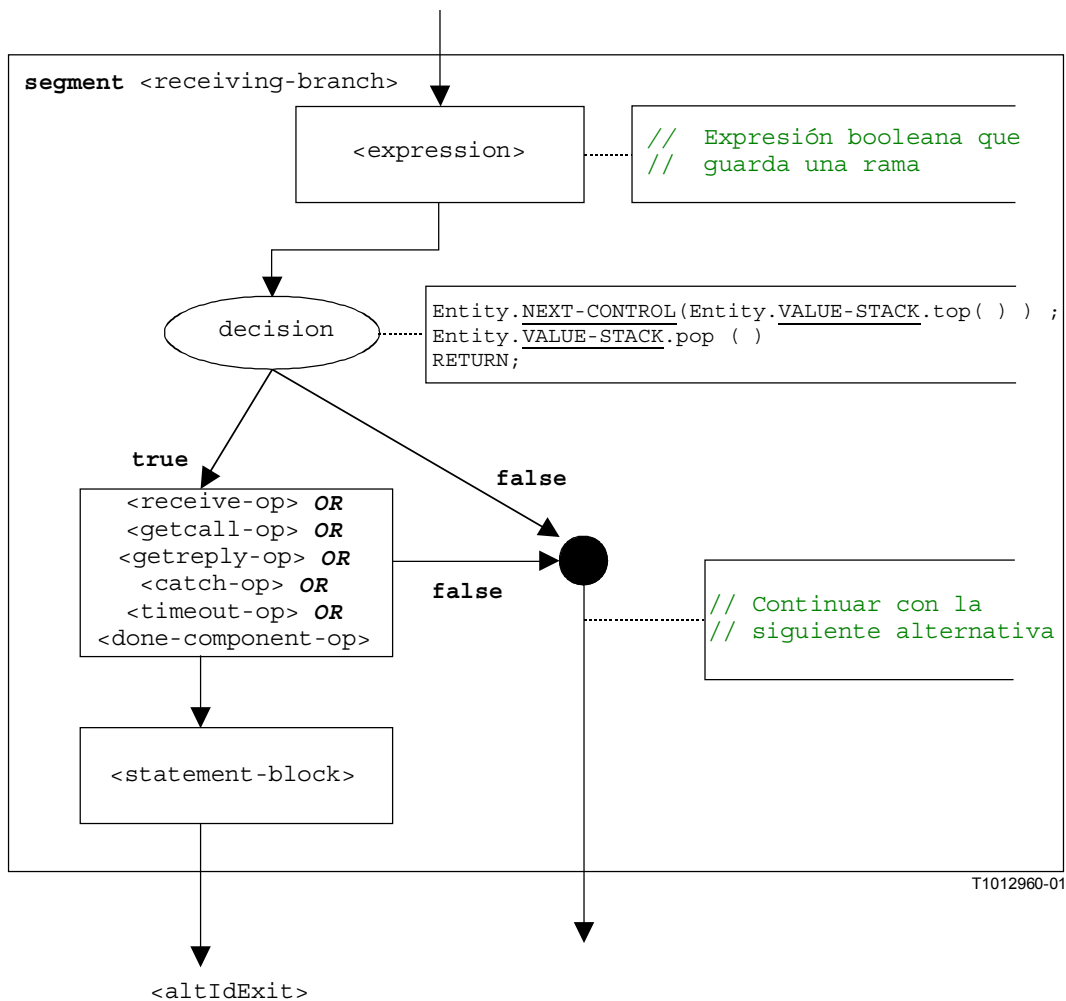 segment <receiving-branch>
<expression>
// Expresión booleana que
// guarda una rama
decision
Entity.NEXT-CONTROL(Entity.VALUE-STACK.top( ) ) ;
Entity.VALUE-STACK.pop ( )
RETURN;
true
false
<receive-op> OR
<getcall-op> OR
<getreply-op> OR
<catch-op> OR
<timeout-op> OR
<done-component-op>
false
// Continuar con la
// siguiente alternativa
<statement-block>
T1012960-01
<altIdExit>